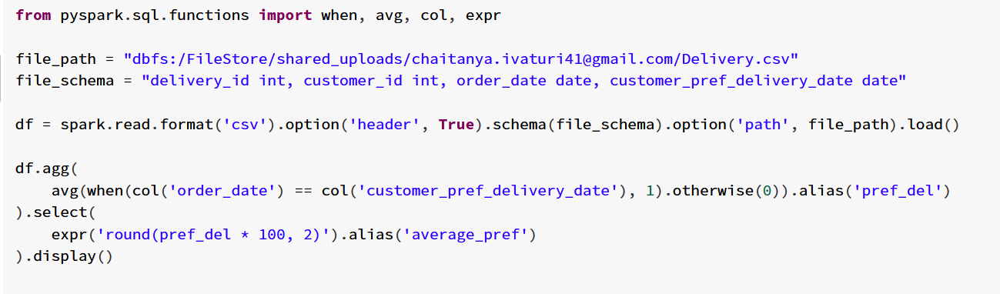 from pyspark.sql.functions import when, avg, col, expr
file_path = "dbfs:/FileStore/shared_uploads/chaitanya.ivaturi41@gmail.com/Delivery.csv"
file_schema = "delivery_id int, customer_id int, order_date date, customer_pref_delivery_date date"
df = spark.read.format('csv').option('header', True).schema(file_schema).option('path', file_path).load()
df.agg(
    avg(when(col('order_date') == col('customer_pref_delivery_date'), 1).otherwise(0)).alias('pref_del')
).select(
    expr('round(pref_del * 100, 2)').alias('average_pref')
).display()